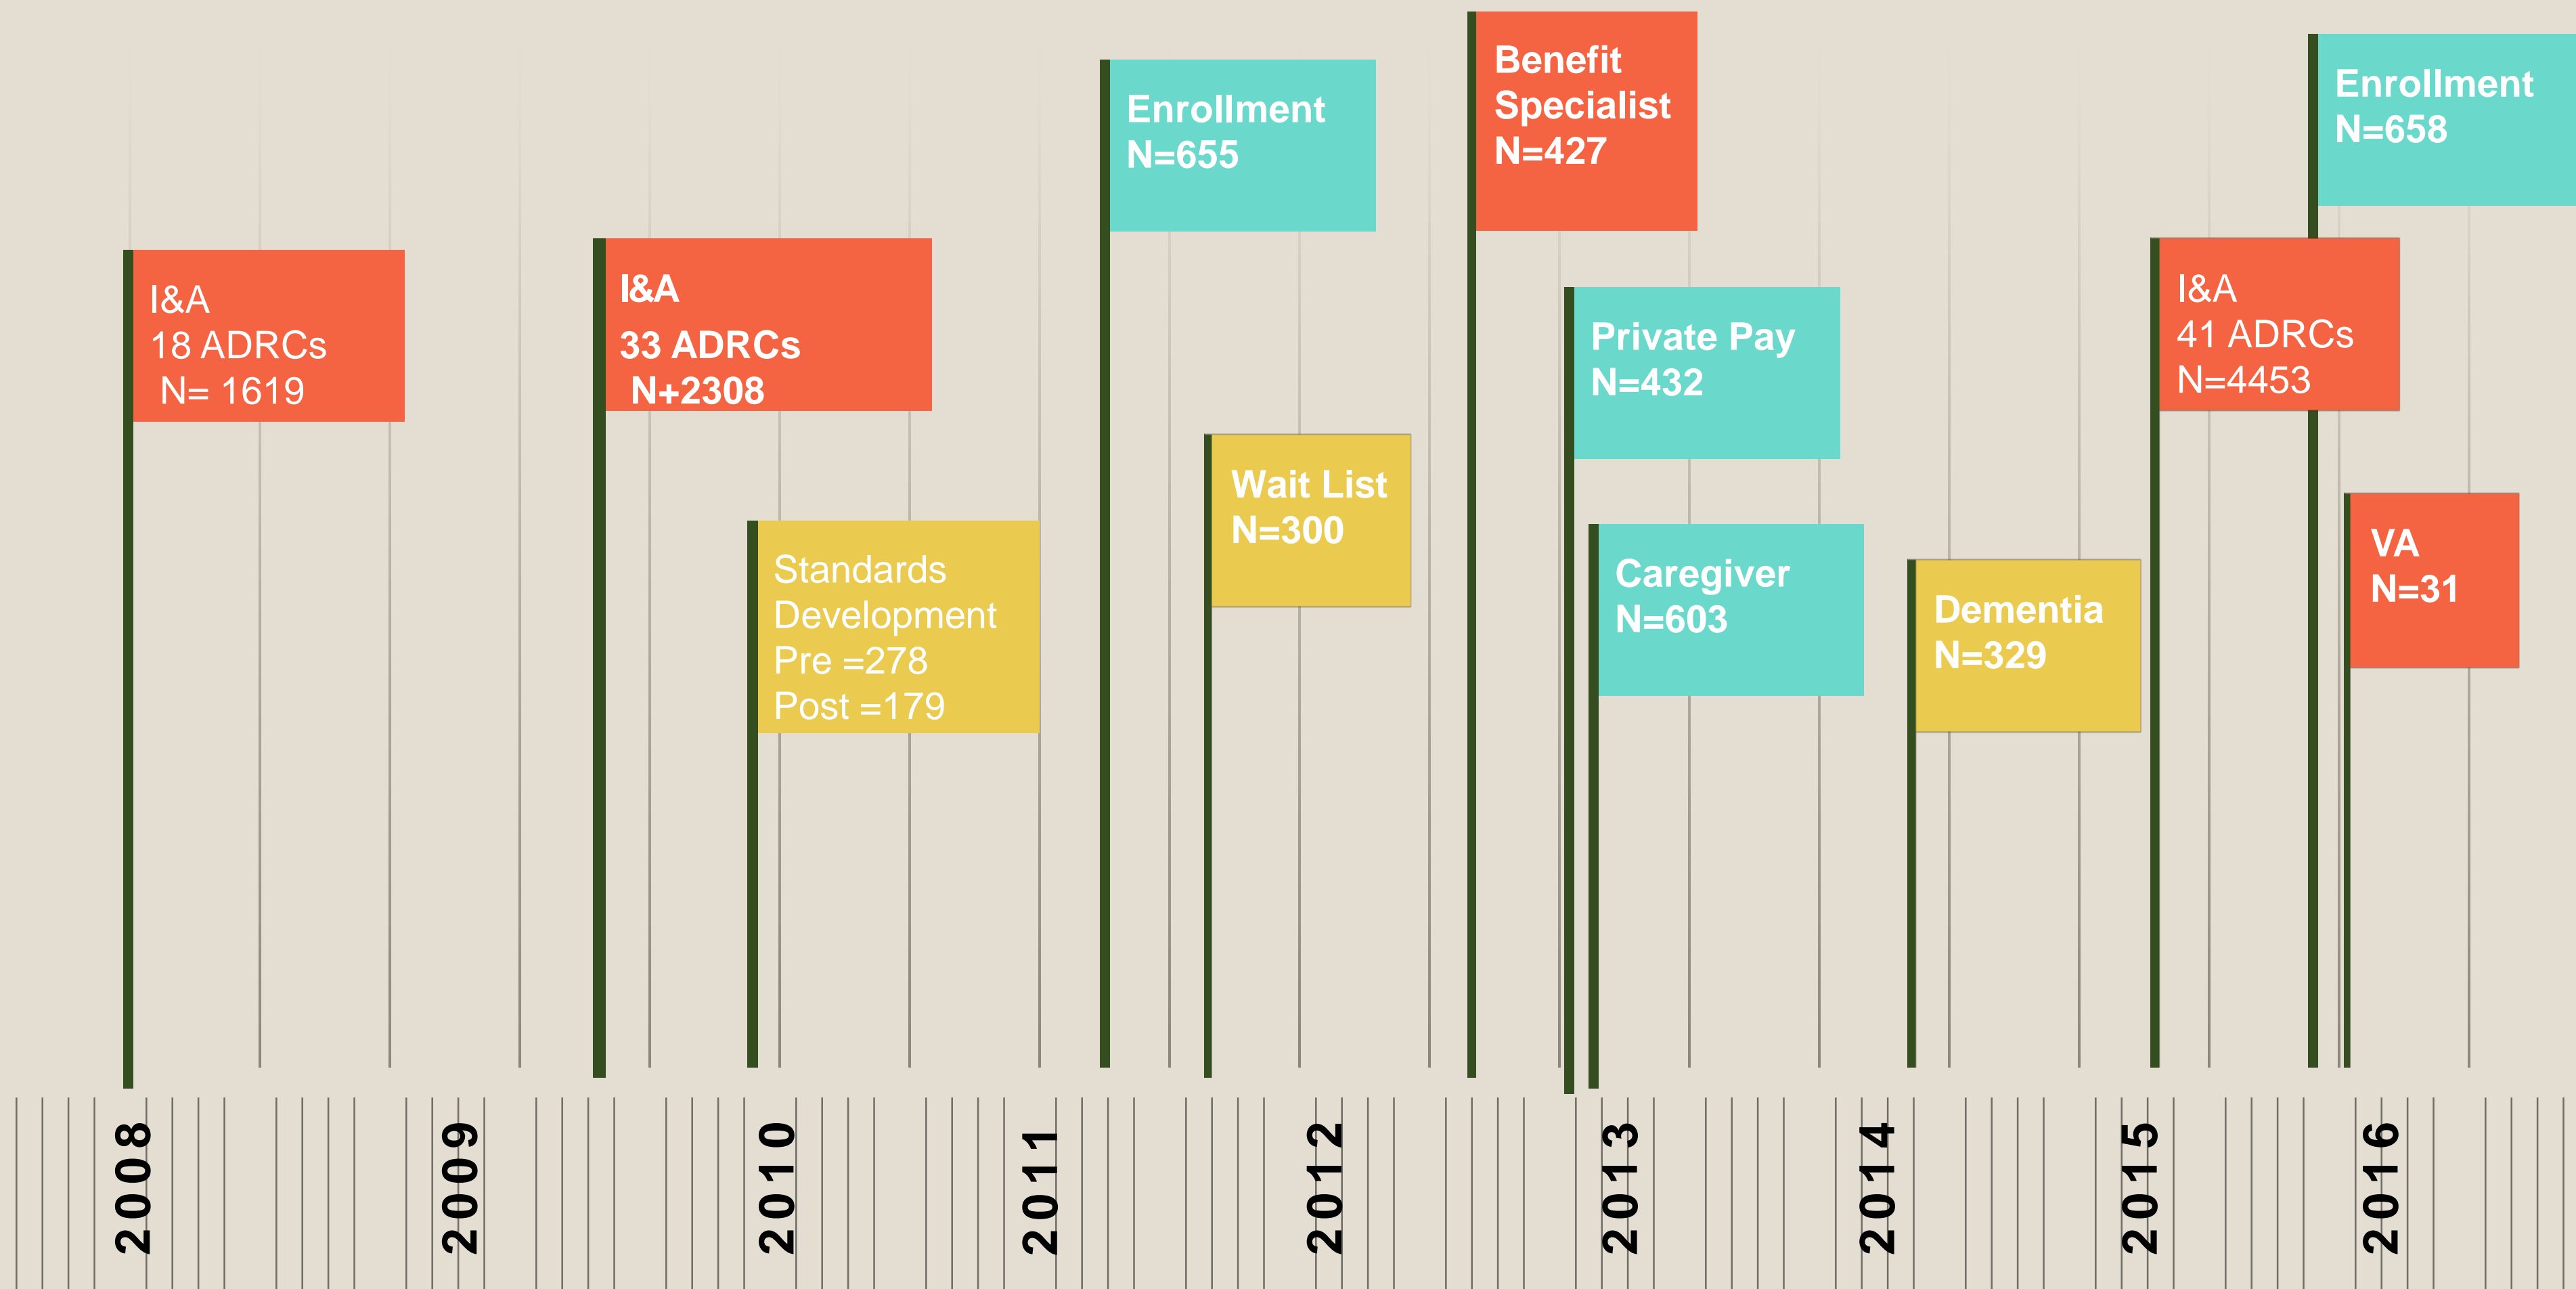 I&A
18 ADRCs
N= 1619
I&A
33 ADRCs
N+2308
Standards
Development
Pre =278
Post =179
Enrollment
N=655
Wait List
N=300
Benefit
Specialist
N=427
Private Pay
N=432
Caregiver
N=603
Dementia
N=329
I&A
41 ADRCs
N=4453
Enrollment
N=658
VA
N=31
2008
2009
2010
2011
2012
2013
2014
2015
2016